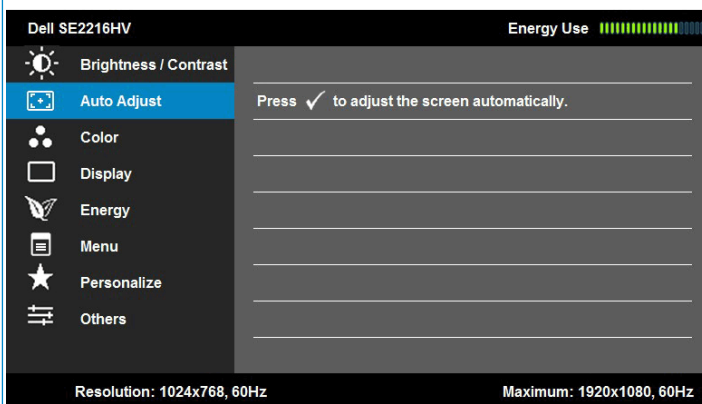 Dell SE2216HV Energy Use
Brightness / Contrast
Auto Adjust Press ✓ to adjust the screen automatically.
Color
Display
Energy
Menu
Personalize
Others
Resolution: 1024x768, 60Hz Maximum: 1920x1080, 60Hz